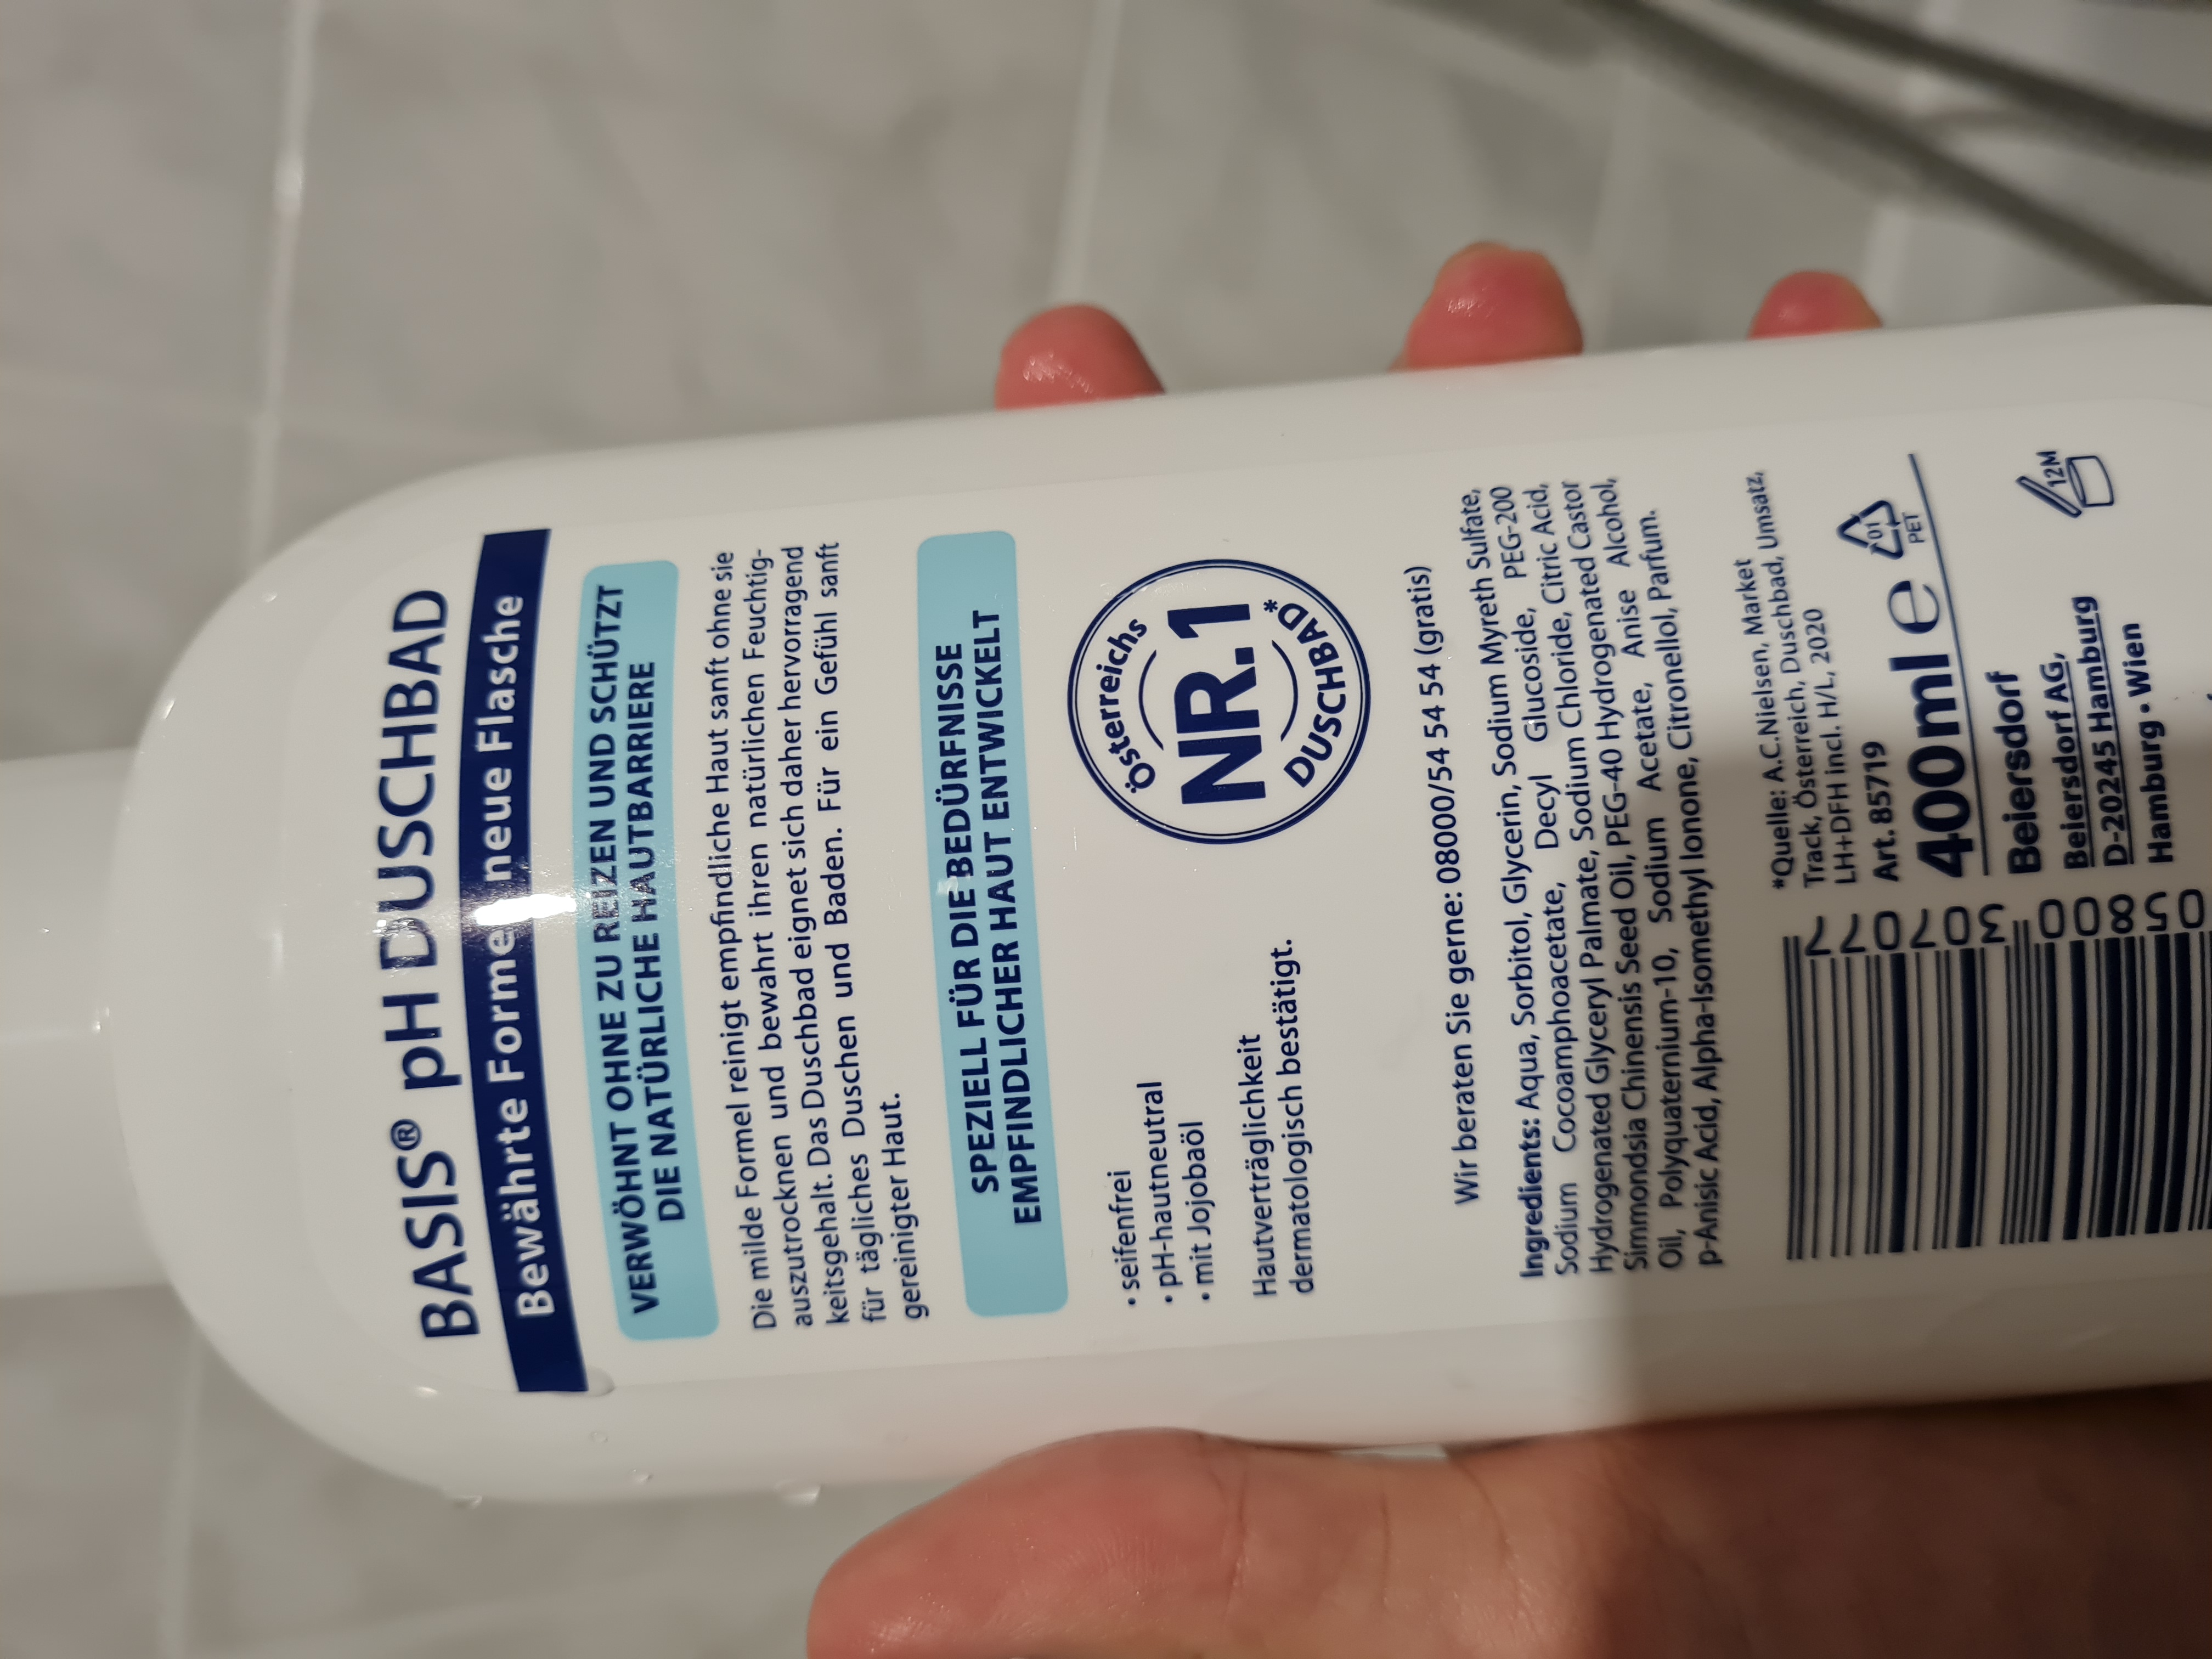 BASIS® pH DUSCHBAD
Bewährte Formel neue Flasche
VERWÖHNT OHNE ZU REIZEN UND SCHÜTZT
DIE NATÜRLICHE HAUTBARRIERE
Die milde Formel reinigt empfindliche Haut sanft ohne sie
auszutrocknen und bewahrt ihren natürlichen Feuchtig-
keitsgehalt. Das Duschbad eignet sich daher hervorragend
für tägliches Duschen und Baden. Für ein Gefühl sanft
gereinigter Haut.
SPEZIELL FÜR DIE BEDÜRFNISSE
EMPFINDLICHER HAUT ENTWICKELT
• seifenfrei
• pH-hautneutral
• mit Jojobaöl
Hautverträglichkeit
dermatologisch bestätigt.
Österreichs
NR.1
DUSCHBAD*
Wir beraten Sie gerne: 08000/54 54 54 (gratis)
Ingredients: Aqua, Sorbitol, Glycerin, Sodium Myreth Sulfate,
Sodium Cocoamphoacetate, Decyl Glucoside, PEG-200
Hydrogenated Glyceryl Palmate, Sodium Chloride, Citric Acid,
Simmondsia Chinensis Seed Oil, PEG-40 Hydrogenated Castor
Oil, Polyquaternium-10, Sodium Acetate, Anise Alcohol,
p-Anisic Acid, Alpha-Isomethyl Ionone, Citronellol, Parfum.
*Quelle: A.C.Nielsen, Market
Track, Österreich, Duschbad, Umsatz,
LH+DFH incl. H/L, 2020
Art. 85719
400ml e
01
PET
Beiersdorf
Beiersdorf AG,
D-20245 Hamburg
Hamburg • Wien
12M